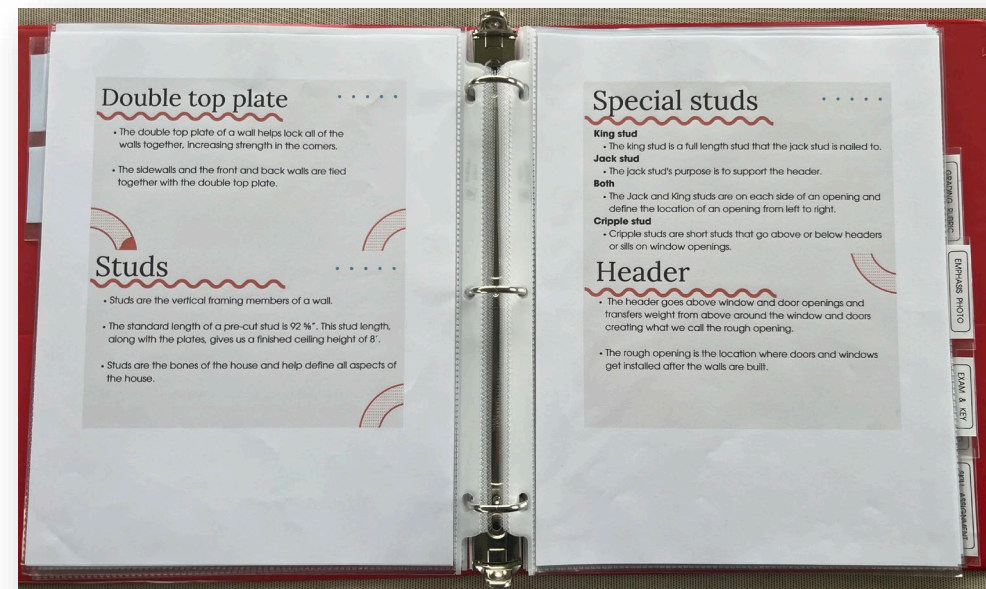 Double top plate
• The double top plate of a wall helps lock all of the
walls together, increasing strength in the corners.
• The sidewalls and the front and back walls are tied
together with the double top plate.
Studs
• Studs are the vertical framing members of a wall.
• The standard length of a pre-cut stud is 92 ⅝". This stud length,
along with the plates, gives us a finished ceiling height of 8'.
• Studs are the bones of the house and help define all aspects of
the house.
Special studs
King stud
• The king stud is a full length stud that the jack stud is nailed to.
Jack stud
• The jack stud's purpose is to support the header.
Both
• The Jack and King studs are on each side of an opening and
define the location of an opening from left to right.
Cripple stud
• Cripple studs are short studs that go above or below headers
or sills on window openings.
Header
• The header goes above window and door openings and
transfers weight from above around the window and doors
creating what we call the rough opening.
• The rough opening is the location where doors and windows
get installed after the walls are built.
GRADING RUBRIC
EMPHASIS PHOTO
EXAM & KEY
SKILL ASSIGNMENT